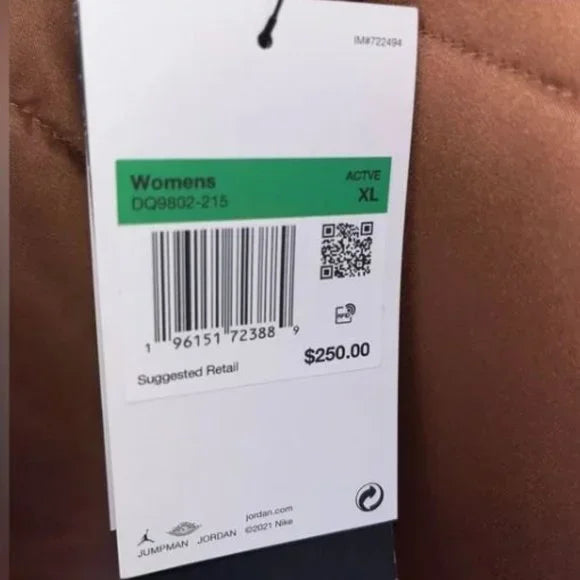 IM#722494
Womens ACTVE
DQ9802-215 XL
RFID
1 96151 72388 9
Suggested Retail $250.00
jordan.com
JUMPMAN JORDAN ©2021 Nike